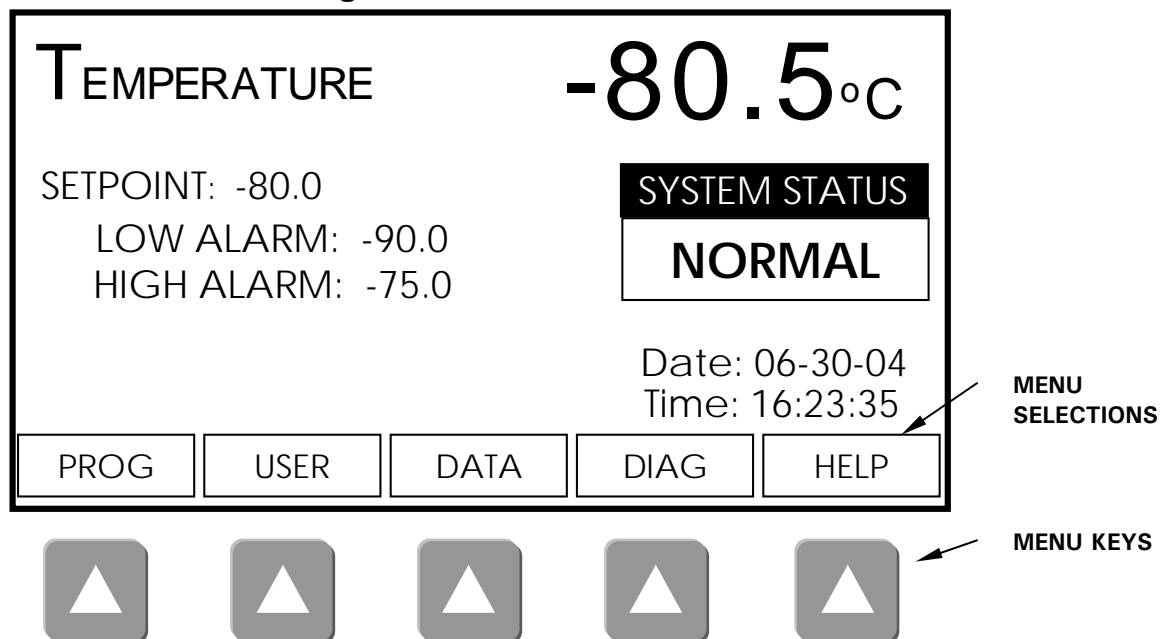 TEMPERATURE -80.5°C
SETPOINT: -80.0
LOW ALARM: -90.0
HIGH ALARM: -75.0
SYSTEM STATUS
NORMAL
Date: 06-30-04
Time: 16:23:35
MENU
SELECTIONS
PROG USER DATA DIAG HELP
MENU KEYS